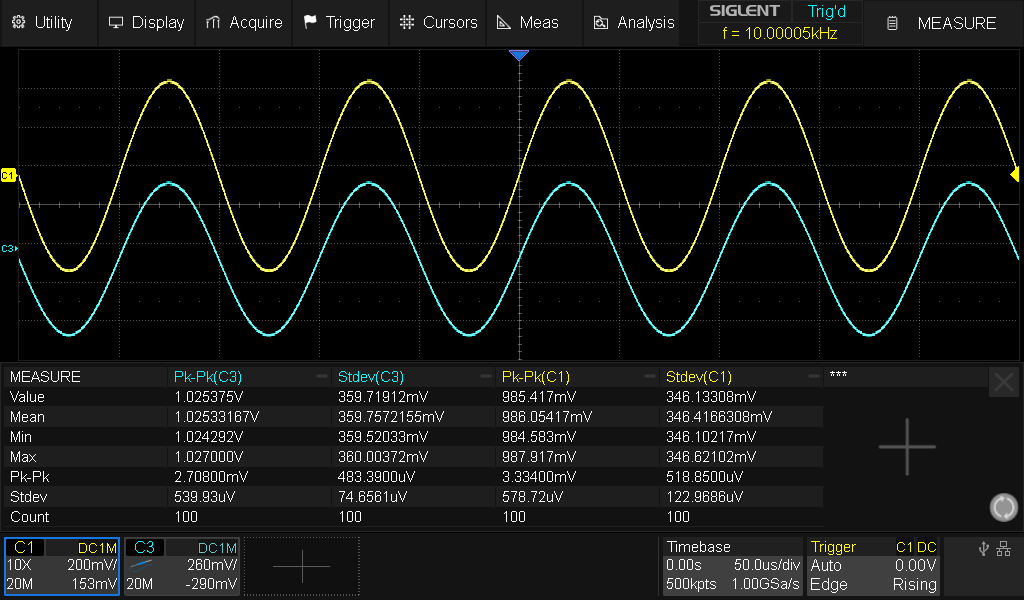 Utility Display Acquire Trigger Cursors Meas Analysis SIGLENT Trig'd MEASURE
f = 10.00005kHz
C1
C3
MEASURE Pk-Pk(C3) Stdev(C3) Pk-Pk(C1) Stdev(C1) ***
Value 1.025375V 359.71912mV 985.417mV 346.13308mV
Mean 1.02533167V 359.7572155mV 986.05417mV 346.4166308mV
Min 1.024292V 359.52033mV 984.583mV 346.10217mV
Max 1.027000V 360.00372mV 987.917mV 346.62102mV
Pk-Pk 2.70800mV 483.3900uV 3.33400mV 518.8500uV
Stdev 539.93uV 74.6561uV 578.72uV 122.9686uV
Count 100 100 100 100
C1 DC1M C3 DC1M Timebase Trigger C1 DC
10X 200mV/ 260mV/ 0.00s 50.0us/div Auto 0.00V
20M 153mV 20M -290mV 500kpts 1.00GSa/s Edge Rising